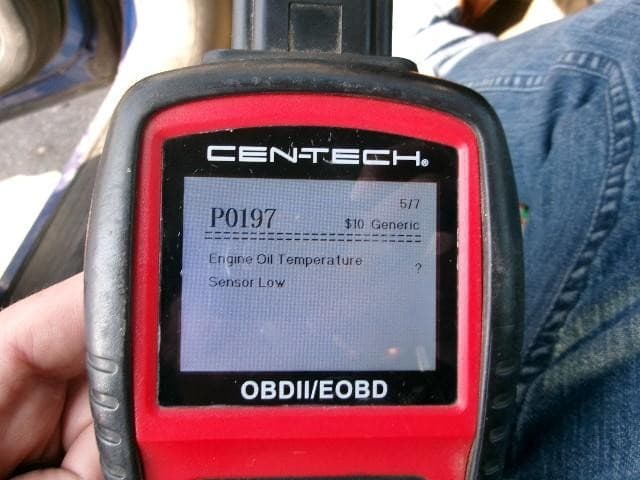 CEN-TECH®
5/7
P0197 $10 Generic
Engine Oil Temperature ?
Sensor Low
OBDII/EOBD